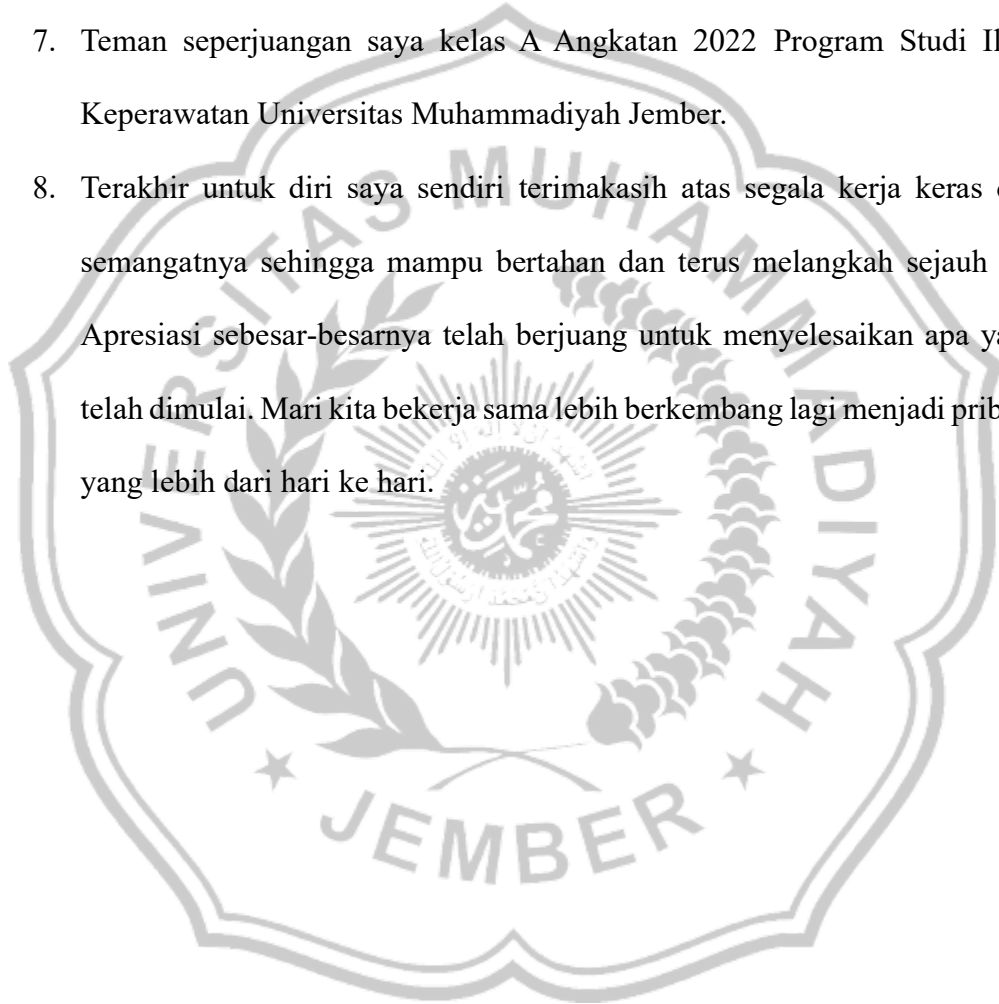 7. Teman seperjuangan saya kelas A Angkatan 2022 Program Studi
Keperawatan Universitas Muhammadiyah Jember.
8. Terakhir untuk diri saya sendiri terimakasih atas segala kerja keras
semangatnya sehingga mampu bertahan dan terus melangkah sejauh
Apresiasi sebesar-besarnya telah berjuang untuk menyelesaikan apa
telah dimulai. Mari kita bekerja sama lebih berkembang lagi menjadi
yang lebih dari hari ke hari.
UNIVERSITAS MUHAMMADIYAH
JEMBER